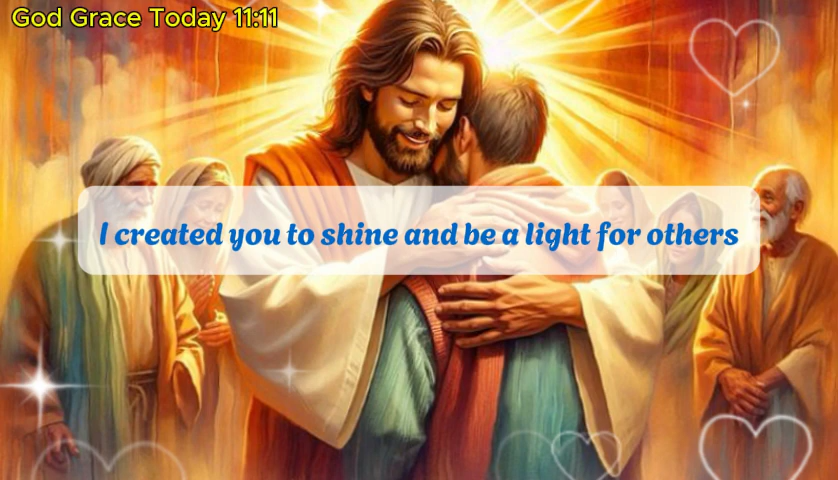 God Grace Today 11:11
I created you to shine and be a light for others